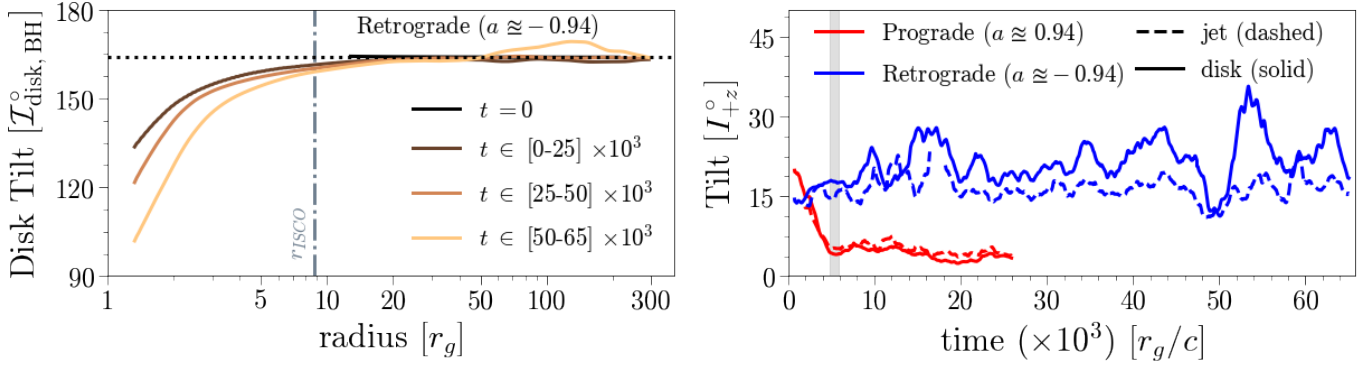 Disk Tilt [𝓘°disk, BH]
180
150
120
90
Retrograde (a ≊ − 0.94)
t = 0
t ∈ [0-25] ×10³
t ∈ [25-50] ×10³
t ∈ [50-65] ×10³
rISCO
1 5 10 20 50 100 300
radius [rg]
Tilt [I°+z]
45
30
15
0
Prograde (a ≊ 0.94)
Retrograde (a ≊ − 0.94)
jet (dashed)
disk (solid)
0 10 20 30 40 50 60
time (×10³) [rg/c]